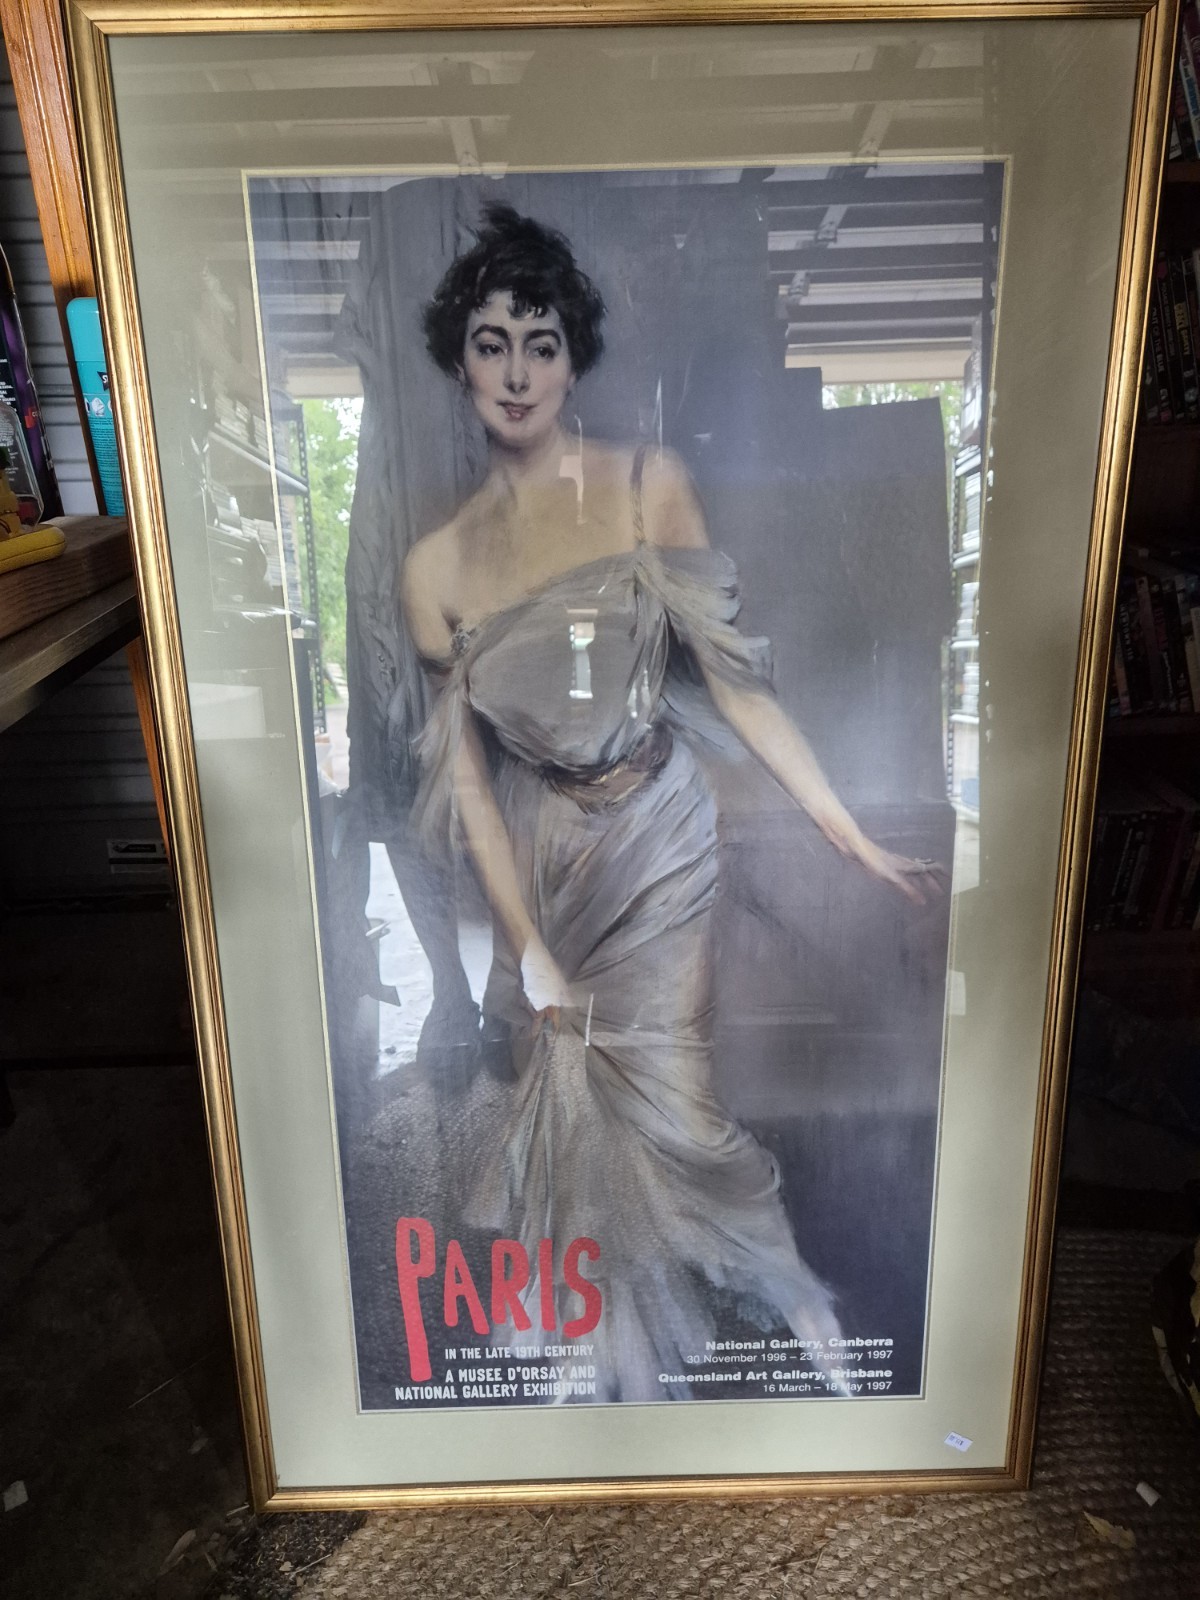 PARIS
IN THE LATE 19TH CENTURY
A MUSEE D'ORSAY AND
NATIONAL GALLERY EXHIBITION
National Gallery, Canberra
30 November 1996 – 23 February 1997
Queensland Art Gallery, Brisbane
16 March – 18 May 1997